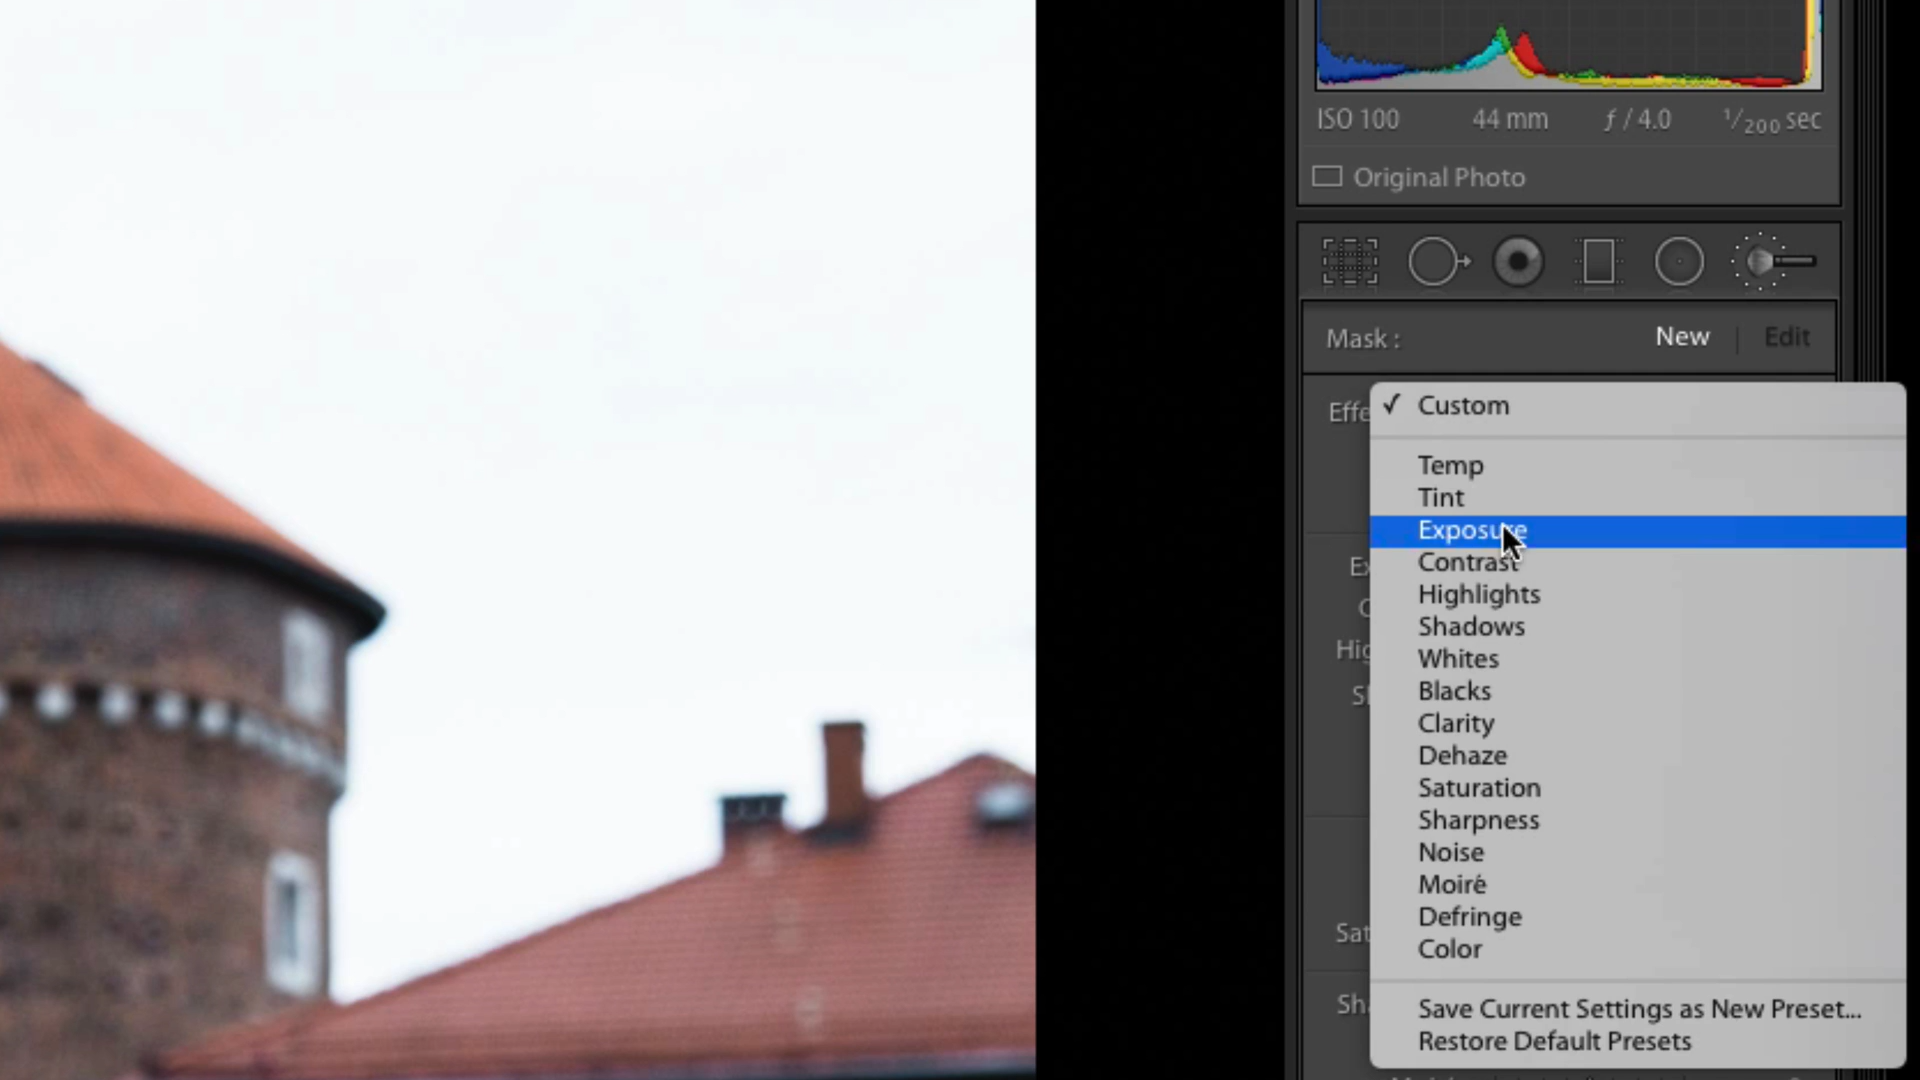 ISO 100 44 mm ƒ / 4.0 1/200 sec
Original Photo
Mask : New | Edit
Effe
✓ Custom
Temp
Tint
Exposure
Contrast
Highlights
Shadows
Whites
Blacks
Clarity
Dehaze
Saturation
Sharpness
Noise
Moiré
Defringe
Color
Save Current Settings as New Preset...
Restore Default Presets
Ex
C
Hig
Sh
Sat
Sha